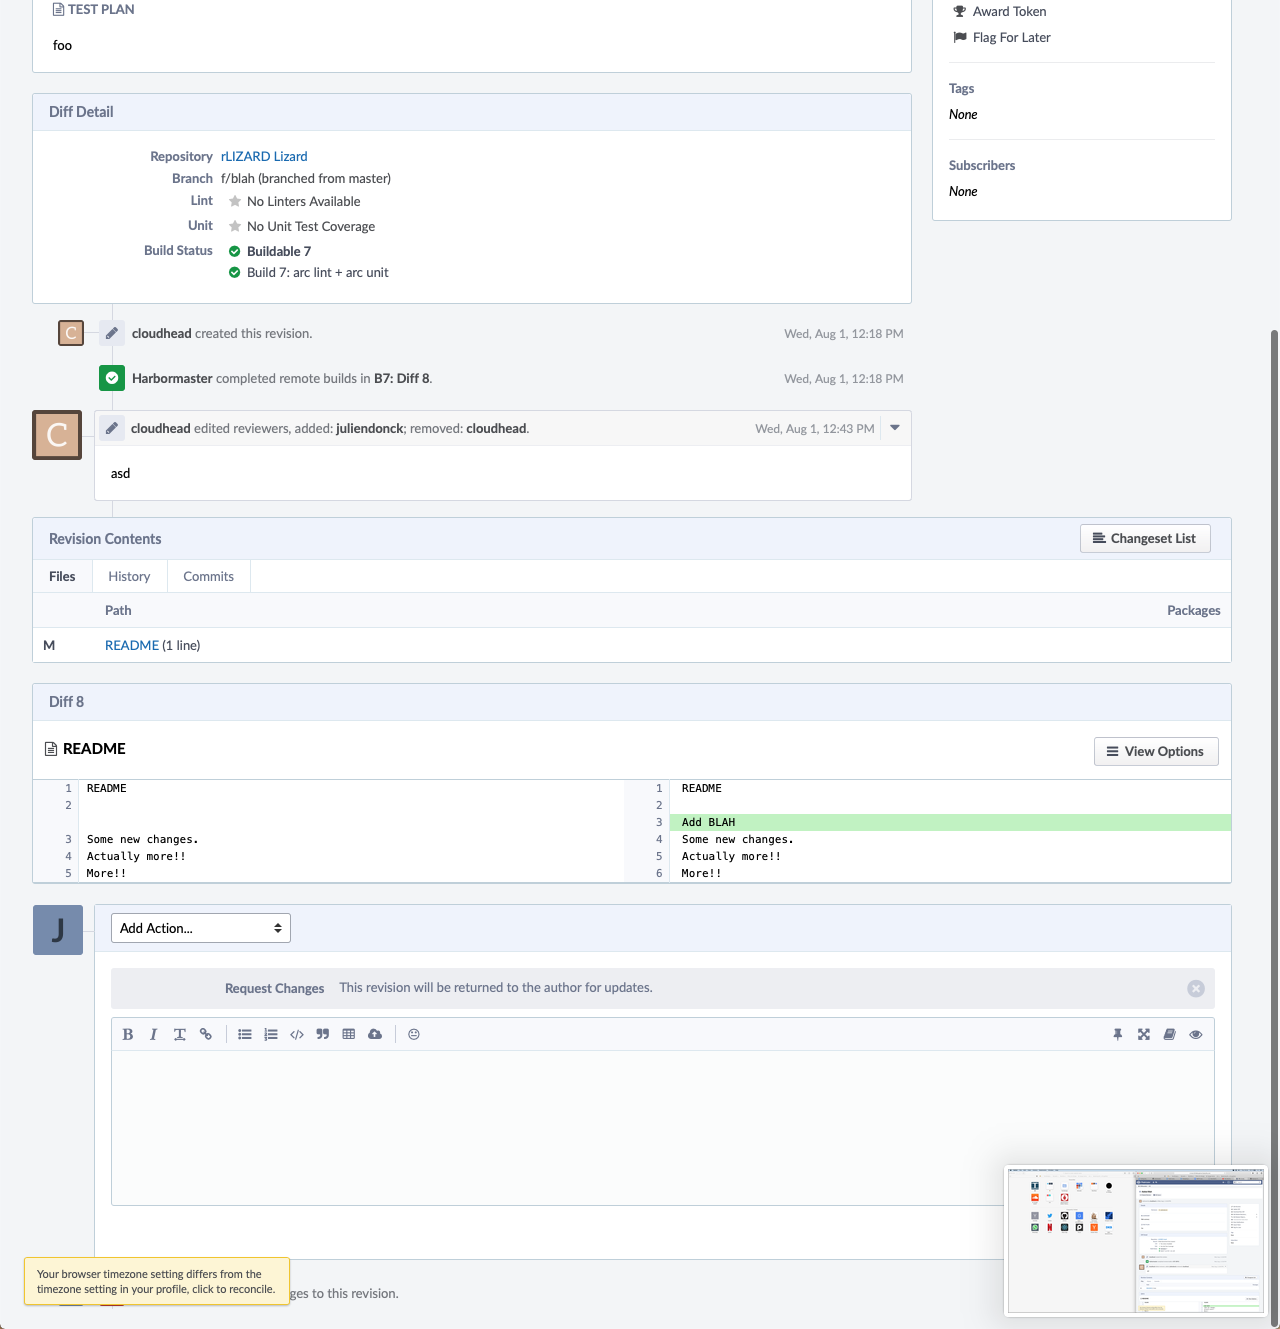 TEST PLAN
foo
Award Token
Flag For Later
Tags
None
Subscribers
None
Diff Detail
Repository rLIZARD Lizard
Branch f/blah (branched from master)
Lint No Linters Available
Unit No Unit Test Coverage
Build Status Buildable 7
Build 7: arc lint + arc unit
C cloudhead created this revision. Wed, Aug 1, 12:18 PM
Harbormaster completed remote builds in B7: Diff 8. Wed, Aug 1, 12:18 PM
C cloudhead edited reviewers, added: juliendonck; removed: cloudhead. Wed, Aug 1, 12:43 PM
asd
Revision Contents Changeset List
Files History Commits
Path Packages
M README (1 line)
Diff 8
README View Options
1 README 1 README
2 2
3 Add BLAH
3 Some new changes. 4 Some new changes.
4 Actually more!! 5 Actually more!!
5 More!! 6 More!!
J Add Action...
Request Changes This revision will be returned to the author for updates.
Your browser timezone setting differs from the
timezone setting in your profile, click to reconcile.
ges to this revision.